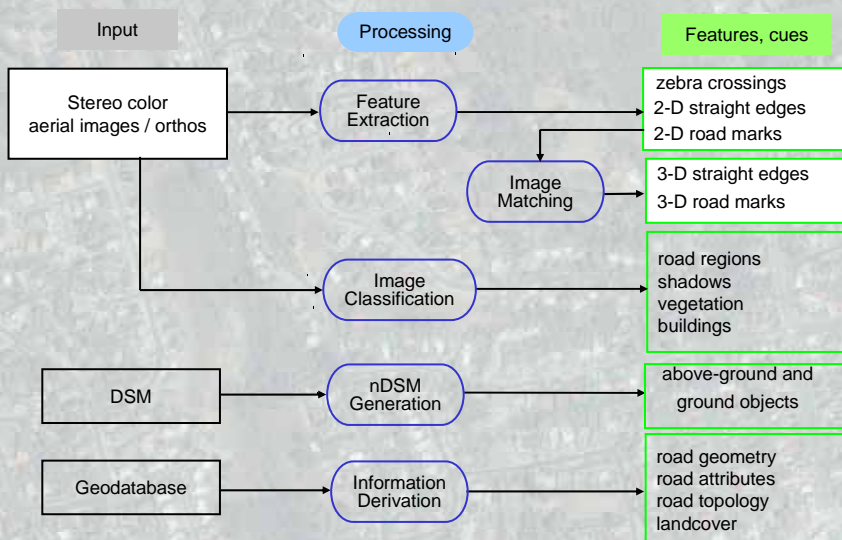 Input
Processing
Features, cues
Stereo color
aerial images / orthos
Feature
Extraction
zebra crossings
2-D straight edges
2-D road marks
Image
Matching
3-D straight edges
3-D road marks
Image
Classification
road regions
shadows
vegetation
buildings
DSM
nDSM
Generation
above-ground and
ground objects
Geodatabase
Information
Derivation
road geometry
road attributes
road topology
landcover